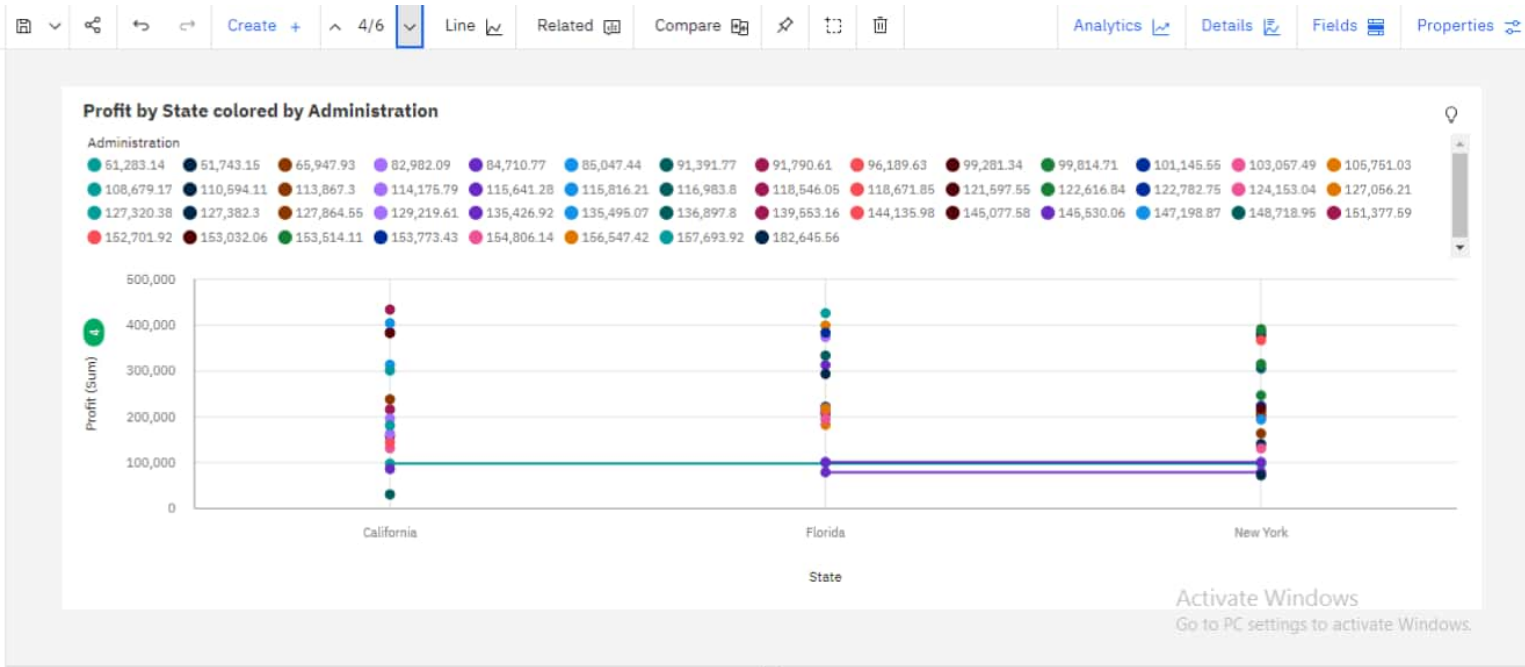 Create + 4/6 Line Related Compare Analytics Details Fields Properties
Profit by State colored by Administration
Administration
51,283.14 51,743.15 65,947.93 82,982.09 84,710.77 85,047.44 91,391.77 91,790.61 96,189.63 99,281.34 99,814.71 101,145.55 103,057.49 105,751.03
108,679.17 110,594.11 113,867.3 114,175.79 115,641.28 115,816.21 116,983.8 118,546.05 118,671.85 121,597.55 122,616.84 122,782.75 124,153.04 127,056.21
127,320.38 127,382.3 127,864.55 129,219.61 135,426.92 135,495.07 136,897.8 139,553.16 144,135.98 145,077.58 145,530.06 147,198.87 148,718.95 151,377.59
152,701.92 153,032.06 153,514.11 153,773.43 154,806.14 156,547.42 157,693.92 182,645.56
500,000
400,000
300,000
200,000
100,000
0
Profit (Sum) 4
California Florida New York
State
Activate Windows
Go to PC settings to activate Windows.